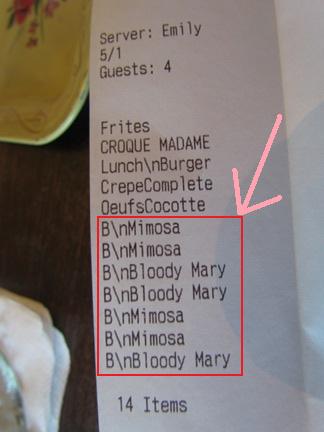 Server: Emily
5/1
Guests: 4
Frites
CROQUE MADAME
Lunch\nBurger
CrepeComplete
OeufsCocotte
B\nMimosa
B\nMimosa
B\nBloody Mary
B\nBloody Mary
B\nMimosa
B\nMimosa
B\nBloody Mary
14 Items